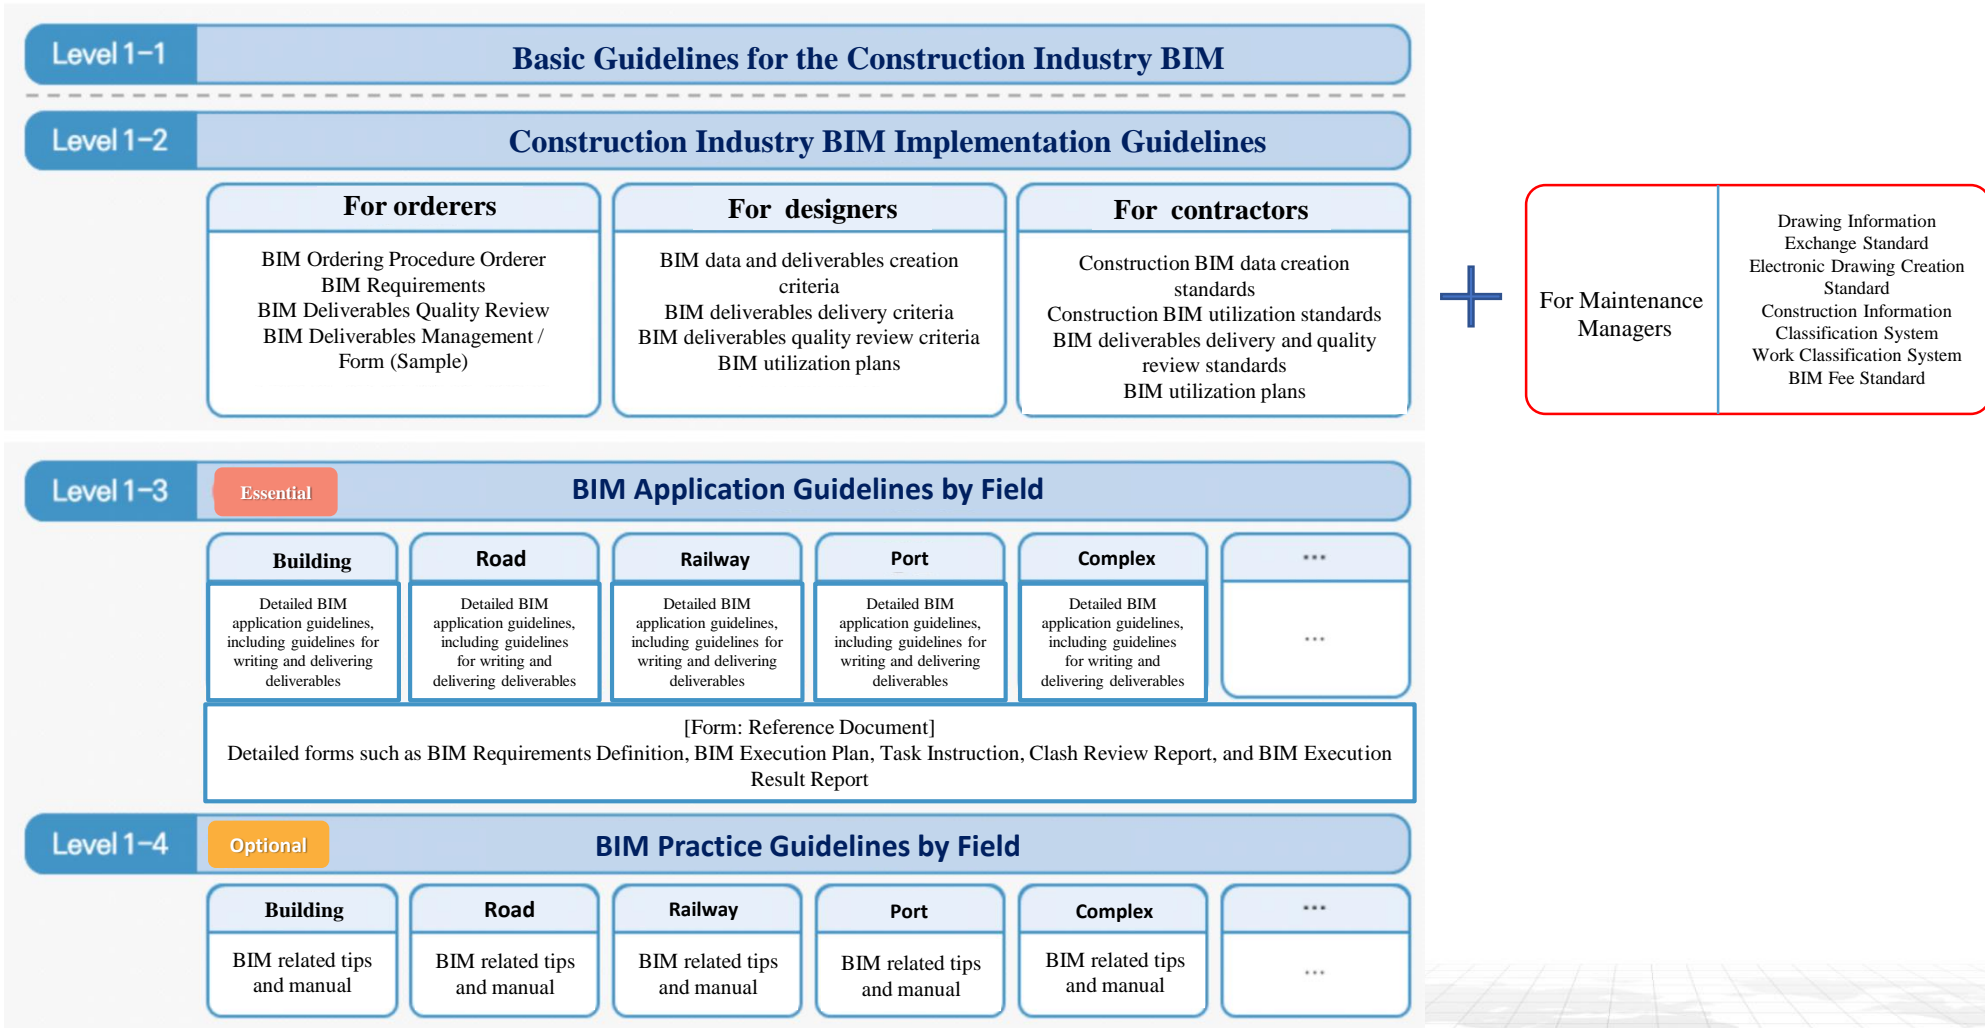 Level 1-1
Basic Guidelines for the Construction Industry BIM
Level 1-2
Construction Industry BIM Implementation Guidelines
For orderers
BIM Ordering Procedure Orderer
BIM Requirements
BIM Deliverables Quality Review
BIM Deliverables Management /
Form (Sample)
For designers
BIM data and deliverables creation
criteria
BIM deliverables delivery criteria
BIM deliverables quality review criteria
BIM utilization plans
For contractors
Construction BIM data creation
standards
Construction BIM utilization standards
BIM deliverables delivery and quality
review standards
BIM utilization plans
For Maintenance
Managers
Drawing Information
Exchange Standard
Electronic Drawing Creation
Standard
Construction Information
Classification System
Work Classification System
BIM Fee Standard
Level 1-3
Essential
BIM Application Guidelines by Field
Building
Detailed BIM
application guidelines,
including guidelines for
writing and delivering
deliverables
Road
Detailed BIM
application guidelines,
including guidelines
for writing and
delivering deliverables
Railway
Detailed BIM
application guidelines,
including guidelines for
writing and delivering
deliverables
Port
Detailed BIM
application guidelines,
including guidelines for
writing and delivering
deliverables
Complex
Detailed BIM
application guidelines,
including guidelines
for writing and
delivering deliverables
...
...
[Form: Reference Document]
Detailed forms such as BIM Requirements Definition, BIM Execution Plan, Task Instruction, Clash Review Report, and BIM Execution
Result Report
Level 1-4
Optional
BIM Practice Guidelines by Field
Building
BIM related tips
and manual
Road
BIM related tips
and manual
Railway
BIM related tips
and manual
Port
BIM related tips
and manual
Complex
BIM related tips
and manual
...
...